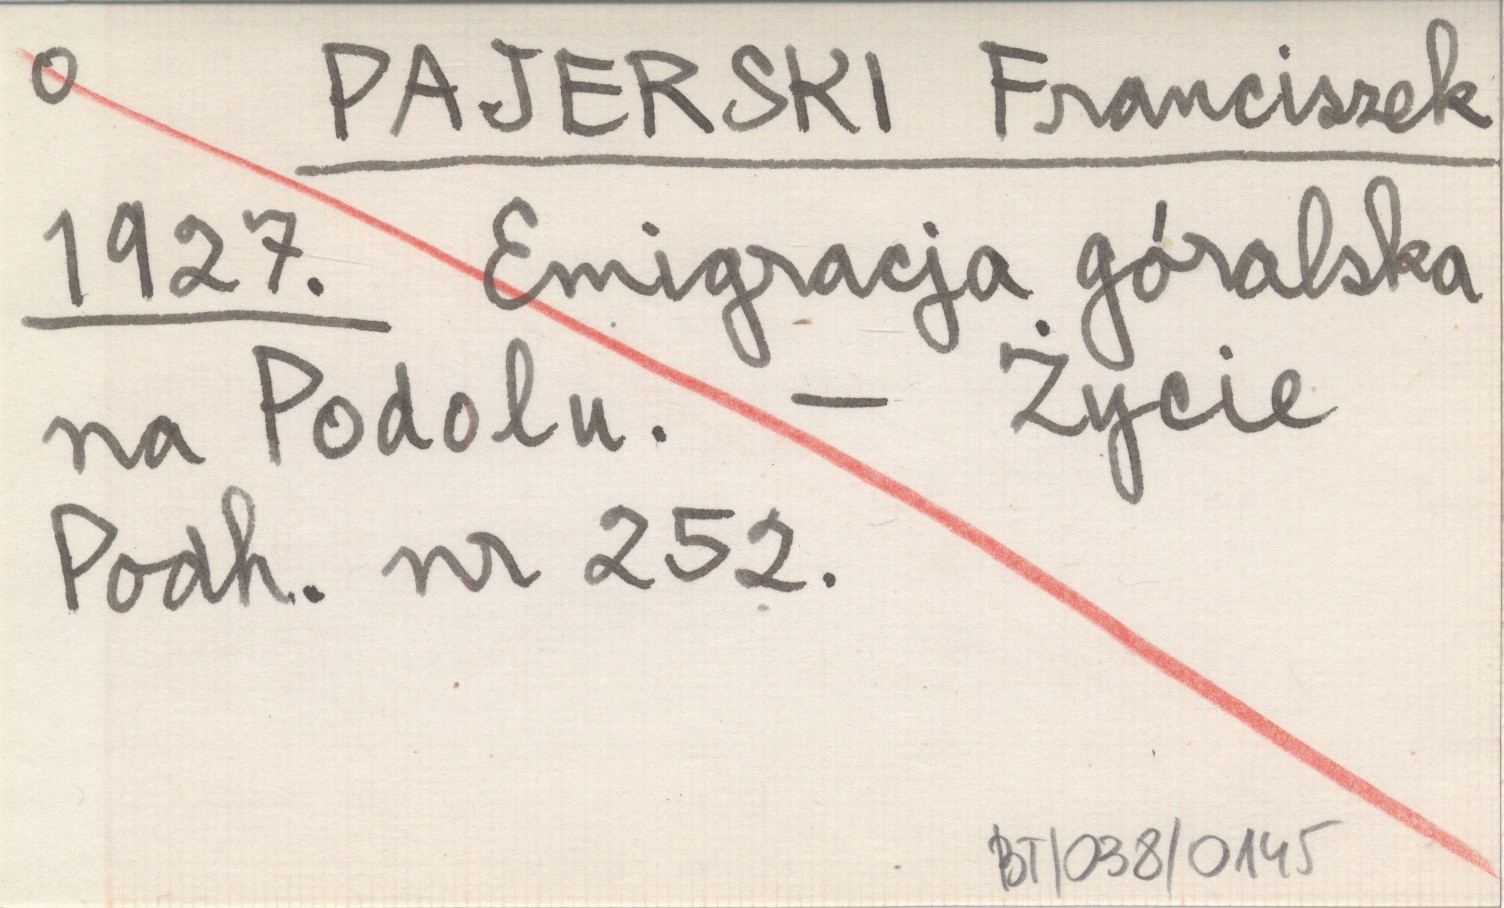 o PAJERSKI Franciszek
1927. Emigracja góralska
na Podolu. — Życie
Podh. nr 252.
BT/038/0145